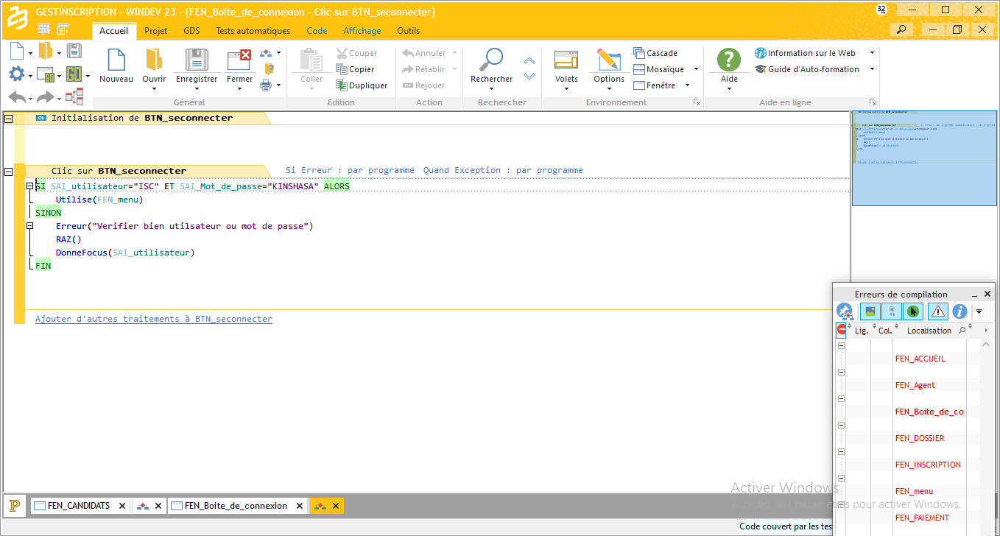 GESTINSCRIPTION - WINDEV 23 - [FEN_Boite_de_connexion - Clic sur BTN_seconnecter]
32
Accueil Projet GDS Tests automatiques Code Affichage Outils
Nouveau Ouvrir Enregistrer Fermer
Général
Coller Couper Copier Dupliquer
Edition
Annuler Rétablir Rejouer
Action
Rechercher
Rechercher
Volets Options Cascade Mosaïque Fenêtre
Environnement
Aide Information sur le Web Guide d'Auto-formation
Aide en ligne
Ok Initialisation de BTN_seconnecter
Clic sur BTN_seconnecter Si Erreur : par programme Quand Exception : par programme
SI SAI_utilisateur="ISC" ET SAI_Mot_de_passe="KINSHASA" ALORS
Utilise(FEN_menu)
SINON
Erreur("Verifier bien utilsateur ou mot de passe")
RAZ()
DonneFocus(SAI_utilisateur)
FIN
Ajouter d'autres traitements à BTN_seconnecter
Erreurs de compilation
Lig. Col. Localisation
FEN_ACCUEIL
FEN_Agent
FEN_Boite_de_co
FEN_DOSSIER
FEN_INSCRIPTION
FEN_menu
FEN_PAIEMENT
Activer Windows
Accédez aux paramètres pour activer Windows.
FEN_CANDIDATS FEN_Boite_de_connexion
Code couvert par les tes